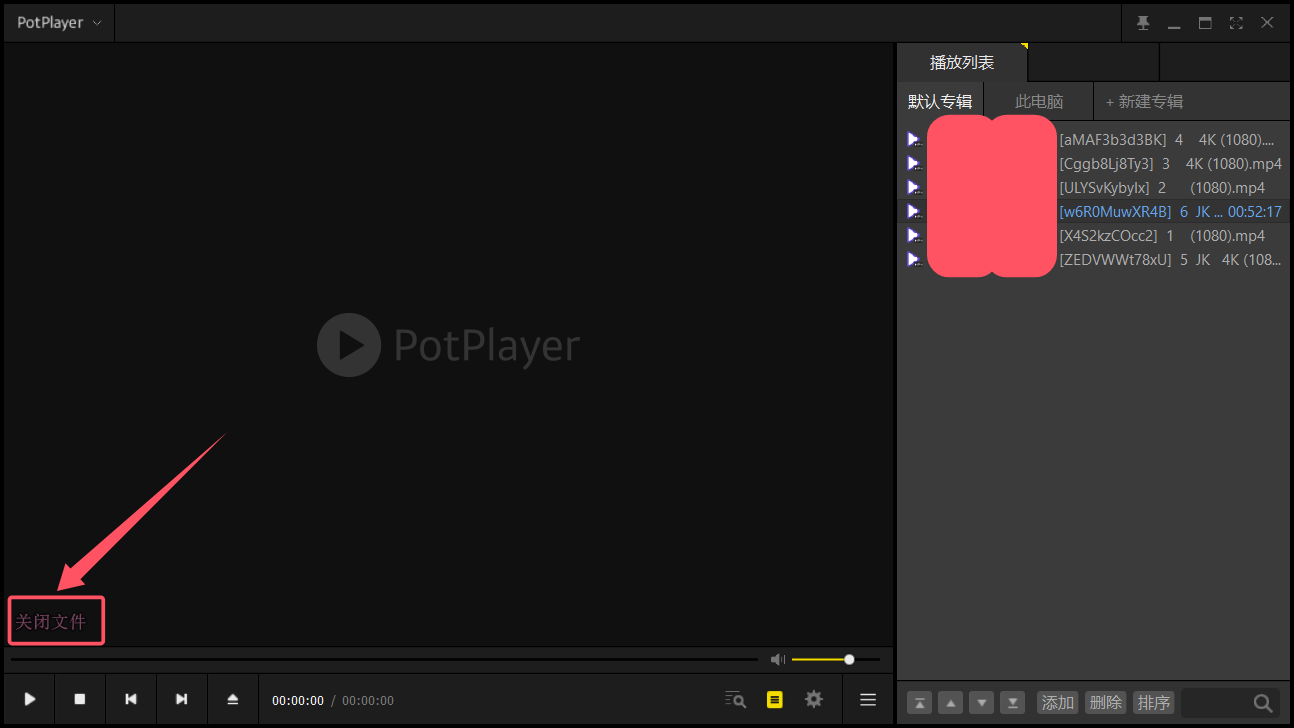 PotPlayer
播放列表
默认专辑
此电脑
+ 新建专辑
[aMAF3b3d3BK] 4 4K (1080)....
[Cggb8Lj8Ty3] 3 4K (1080).mp4
[ULYSvKybyIx] 2 (1080).mp4
[w6R0MuwXR4B] 6 JK ... 00:52:17
[X4S2kzCOcc2] 1 (1080).mp4
[ZEDVWWt78xU] 5 JK 4K (108...
PotPlayer
关闭文件
00:00:00 / 00:00:00
添加
删除
排序